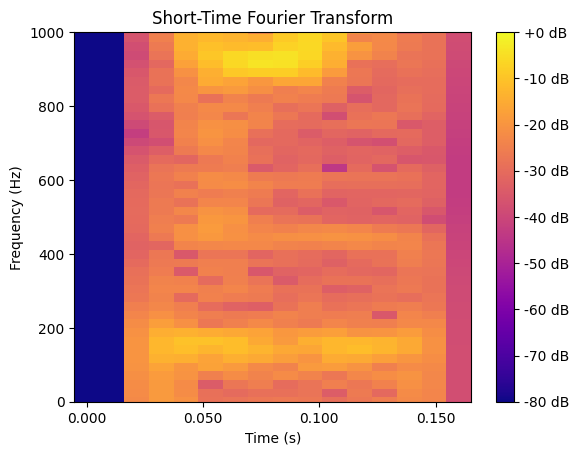 Short-Time Fourier Transform
Frequency (Hz)
1000
800
600
400
200
0
0.000 0.050 0.100 0.150
Time (s)
+0 dB
-10 dB
-20 dB
-30 dB
-40 dB
-50 dB
-60 dB
-70 dB
-80 dB